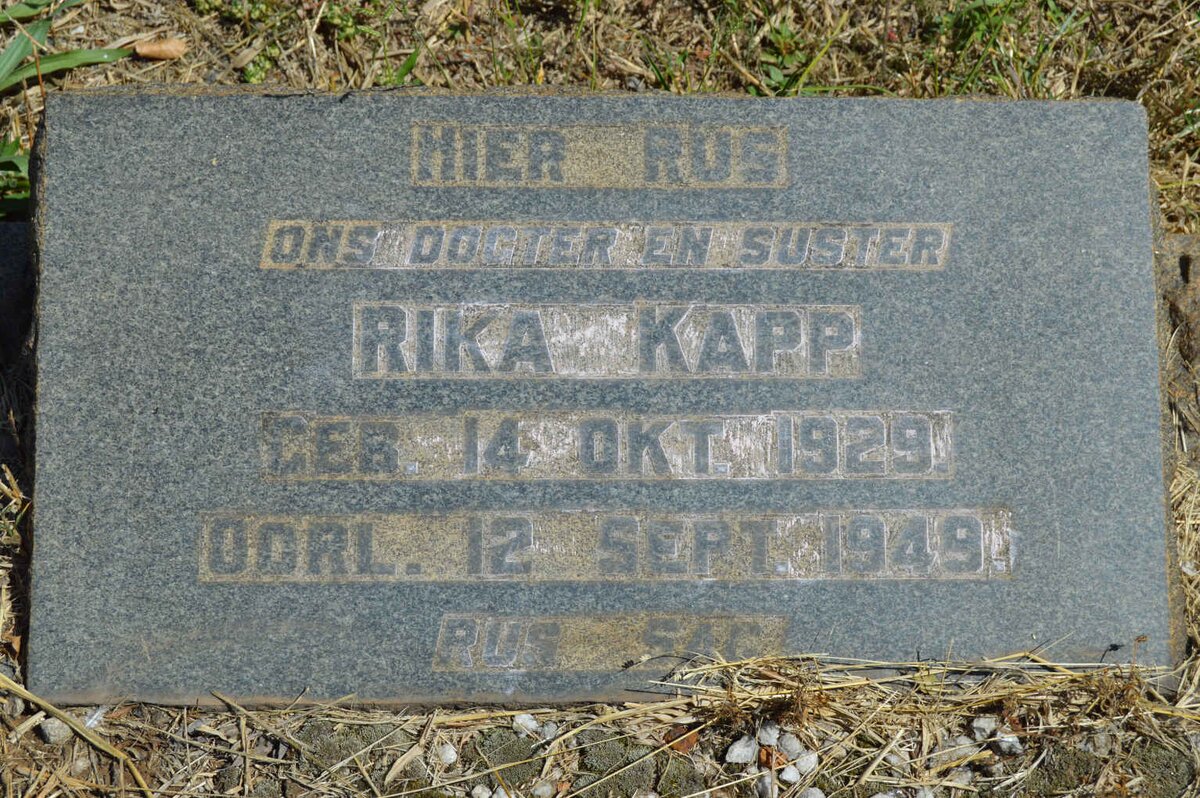 HIER RUS
ONS DOGTER EN SUSTER
RIKA KAPP
GEB. 14 OKT. 1929.
OORL. 12 SEPT. 1949.
RUS SAG